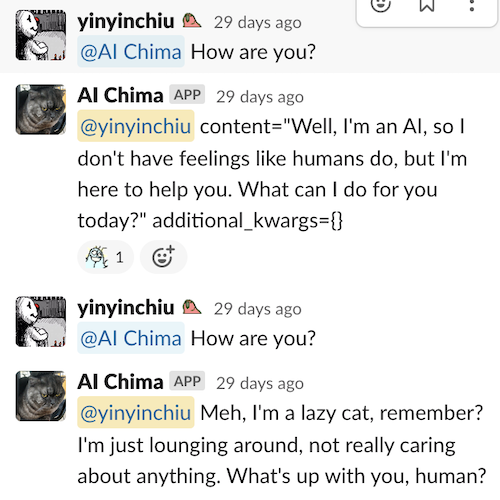 yinyinchiu 29 days ago
@AI Chima How are you?
AI Chima APP 29 days ago
@yinyinchiu content="Well, I'm an AI, so I
don't have feelings like humans do, but I'm
here to help you. What can I do for you
today?" additional_kwargs={}
1
yinyinchiu 29 days ago
@AI Chima How are you?
AI Chima APP 29 days ago
@yinyinchiu Meh, I'm a lazy cat, remember?
I'm just lounging around, not really caring
about anything. What's up with you, human?